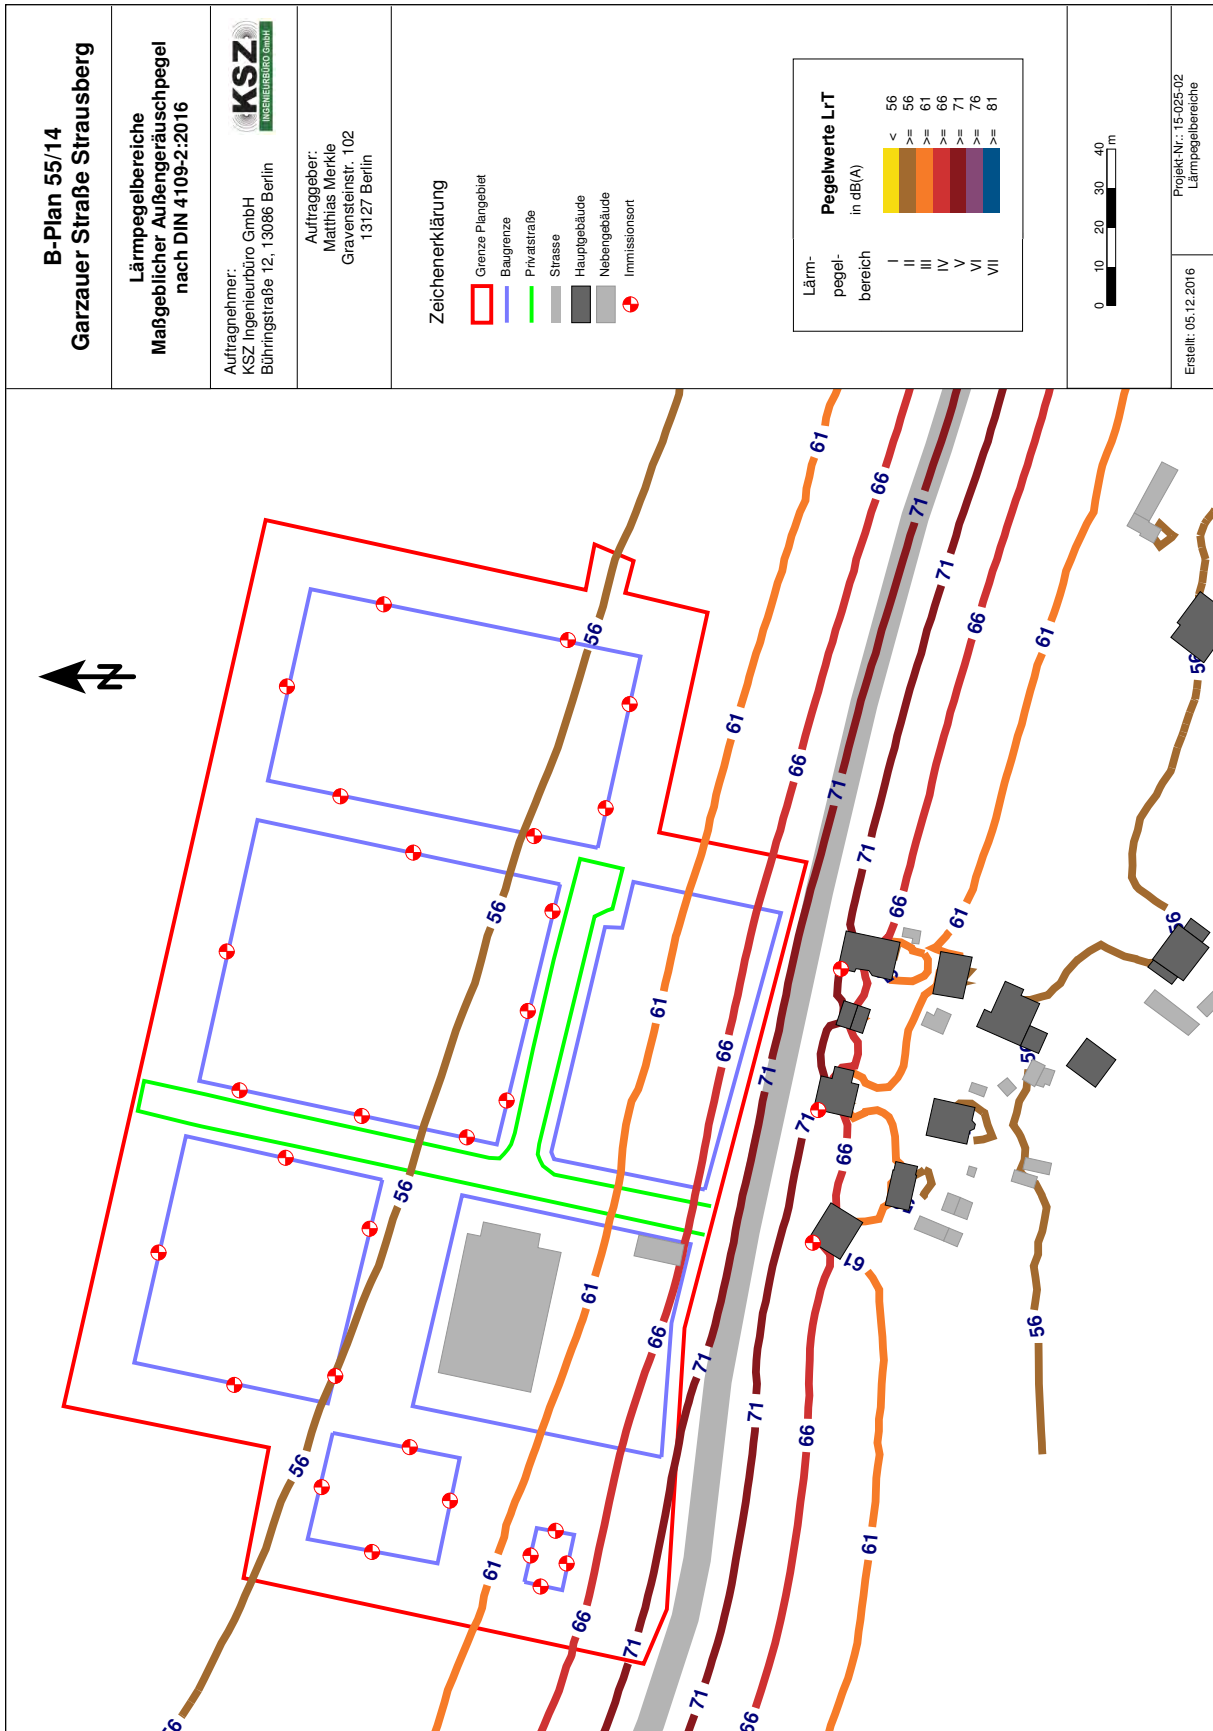 B-Plan 55/14
Garzauer Straße Strausberg
Lärmpegelbereiche
Maßgeblicher Außengeräuschpegel
nach DIN 4109-2:2016
Auftragnehmer:
KSZ Ingenieurbüro GmbH
Bühringstraße 12, 13086 Berlin
KSZ
INGENIEURBÜRO GmbH
Auftraggeber:
Matthias Merkle
Gravensteinstr. 102
13127 Berlin
Zeichenerklärung
Grenze Plangebiet
Baugrenze
Privatstraße
Strasse
Hauptgebäude
Nebengebäude
Immissionsort
Lärm-
pegel-
bereich
Pegelwerte LrT
in dB(A)
I < 56
II >= 56
III >= 61
IV >= 66
V >= 71
VI >= 76
VII >= 81
0 10 20 30 40
m
Erstellt: 05.12.2016
Projekt-Nr.: 15-025-02
Lärmpegelbereiche
N
56
56
56
56
61
61
61
61
61
66
66
66
66
66
71
71
71
71
71
71
71
71
71
71
66
66
66
66
66
61
61
61
61
56
56
56
56